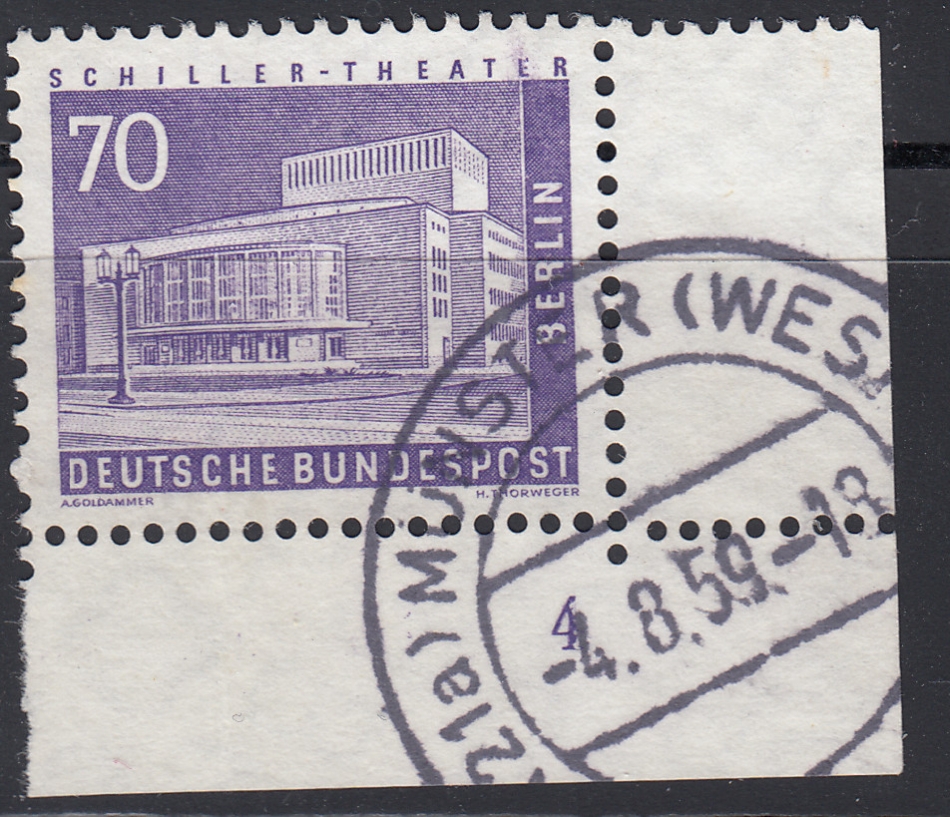 SCHILLER-THEATER
70
BERLIN
DEUTSCHE BUNDESPOST
A.GOLDAMMER
H.THORWEGER
4
(21a) MÜNSTER (WES
-4.8.59.-18